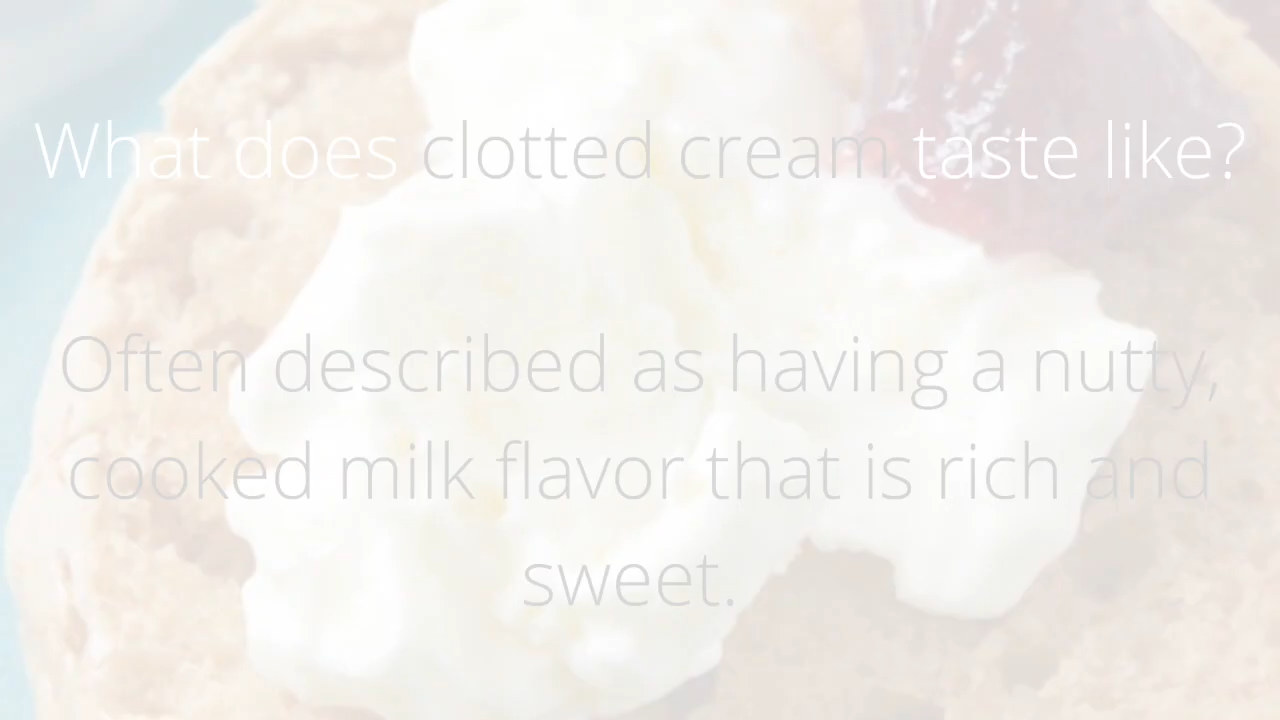 What does clotted cream taste like?
Often described as having a nutty,
cooked milk flavor that is rich and
sweet.